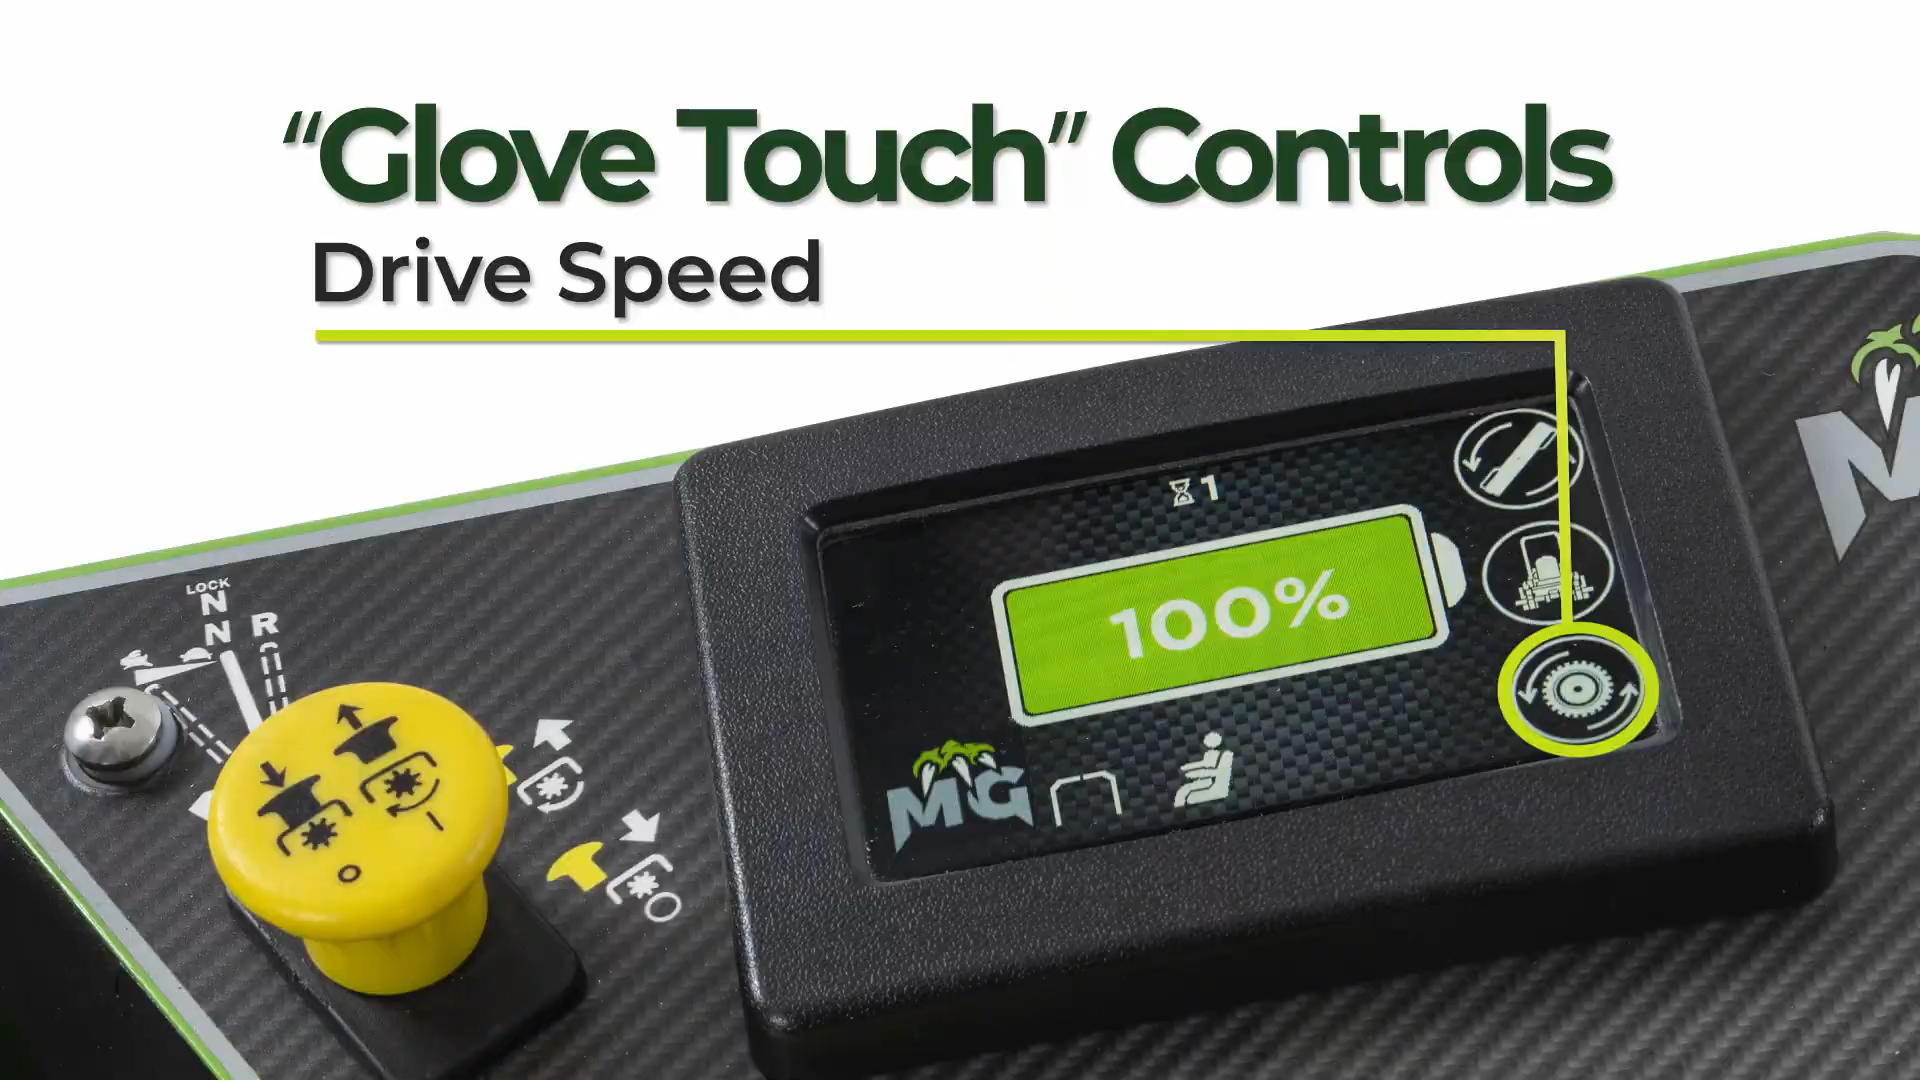 “Glove Touch” Controls
Drive Speed
1
100%
LOCK
N
N
R
MG
M